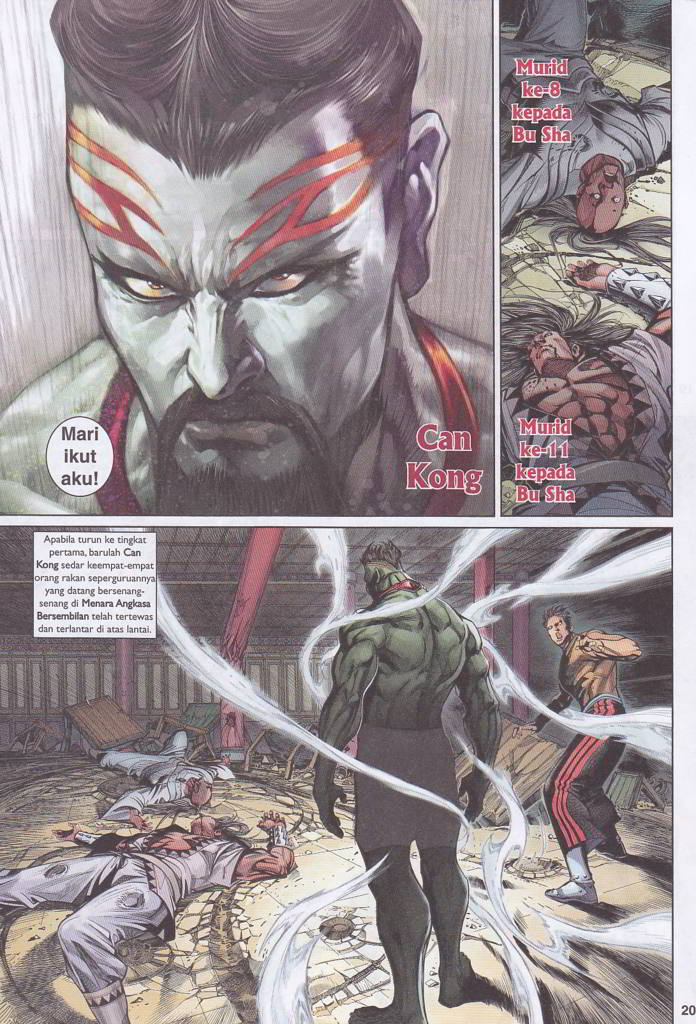 Mari
ikut
aku!
Can
Kong
Murid
ke-8
kepada
Bu Sha
Murid
ke-11
kepada
Bu Sha
Apabila turun ke tingkat
pertama, barulah Can
Kong sedar keempat-empat
orang rakan seperguruannya
yang datang bersenang-
senang di Menara Angkasa
Bersembilan telah tertewas
dan terlantar di atas lantai.
20